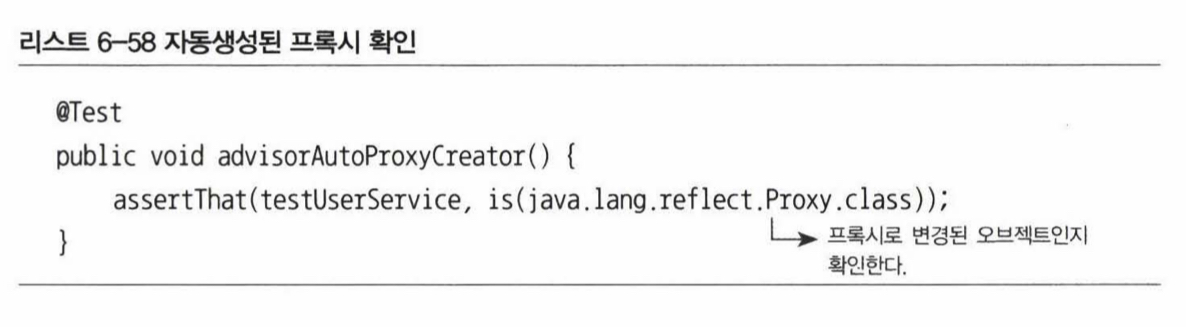 리스트 6–58 자동생성된 프록시 확인
@Test
public void advisorAutoProxyCreator() {
assertThat(testUserService, is(java.lang.reflect.Proxy.class));
프록시로 변경된 오브젝트인지
}
확인한다.